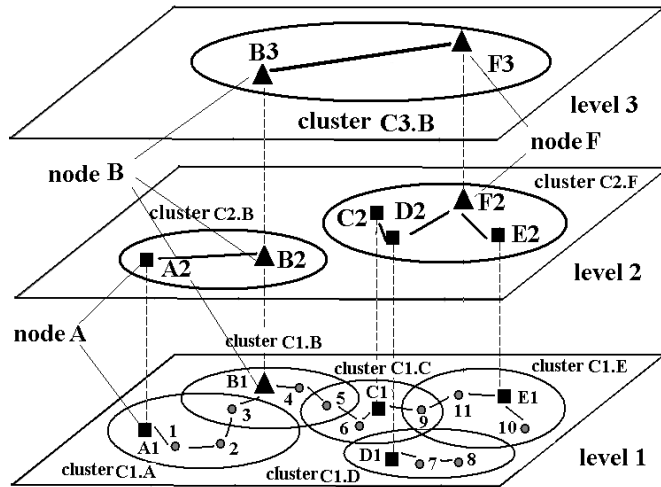 B3
F3
cluster C3.B
level 3
node F
node B
cluster C2.F
cluster C2.B
C2
D2
F2
E2
A2
B2
level 2
node A
cluster C1.B
cluster C1.C
cluster C1.E
B1
4
5
C1
11
E1
3
6
9
10
1
A1
2
D1
7
8
cluster C1.A
cluster C1.D
level 1